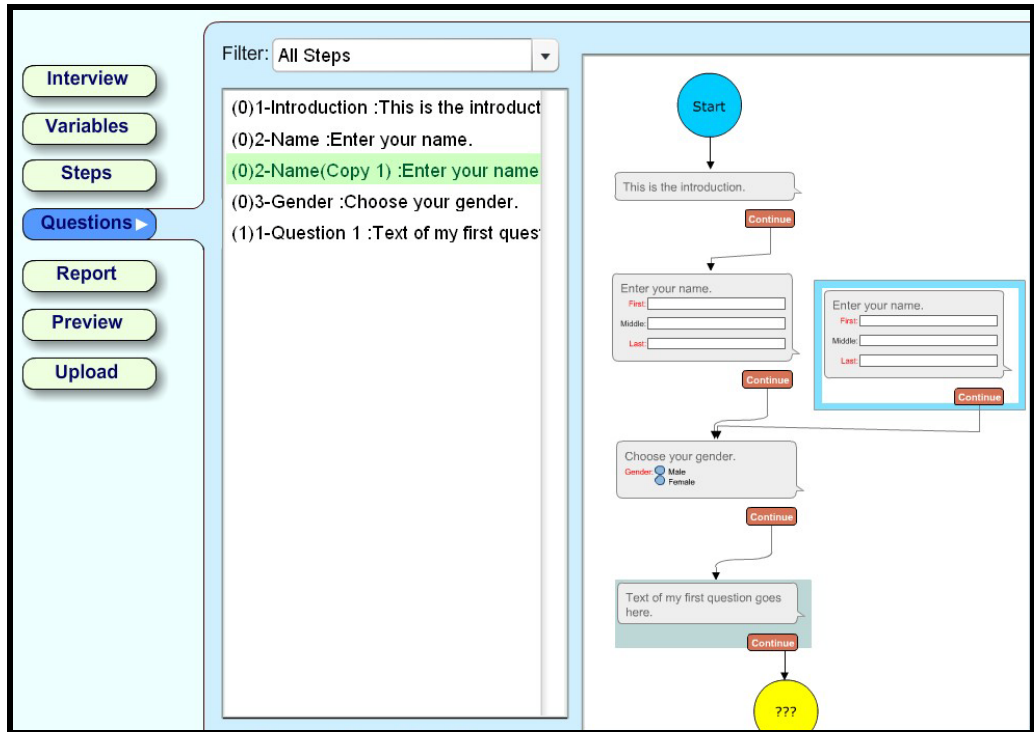 Interview
Variables
Steps
Questions
Report
Preview
Upload
Filter: All Steps
(0)1-Introduction :This is the introduct
(0)2-Name :Enter your name.
(0)2-Name(Copy 1) :Enter your name
(0)3-Gender :Choose your gender.
(1)1-Question 1 :Text of my first ques
Start
This is the introduction.
Continue
Enter your name.
First:
Middle:
Last:
Continue
Enter your name.
First:
Middle:
Last:
Continue
Choose your gender.
Gender: Male
Female
Continue
Text of my first question goes
here.
Continue
???